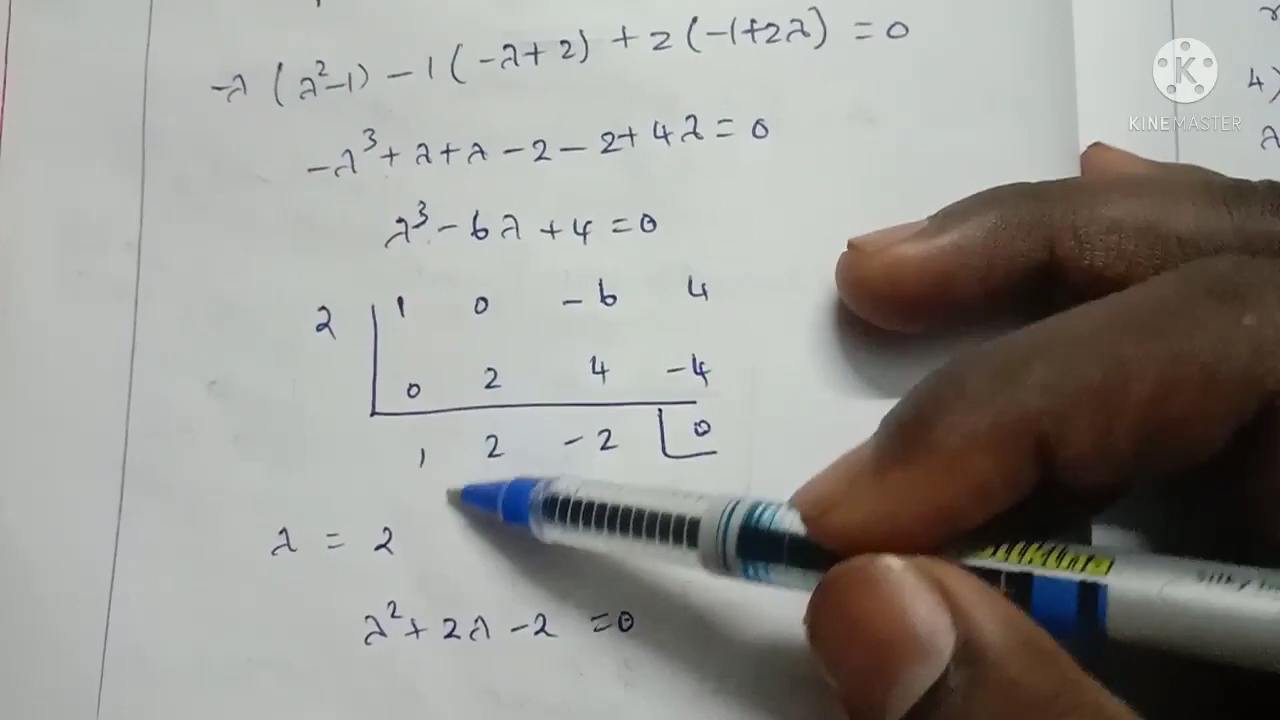 -λ (λ²-1) -1 (-λ+2) +2 (-1+2λ) = 0
-λ³+λ+λ-2-2+4λ=0
λ³-6λ+4=0
2 1 0 -6 4
0 2 4 -4
1 2 -2 0
λ = 2
λ²+2λ-2 =0
4)
λ
K
KINEMASTER